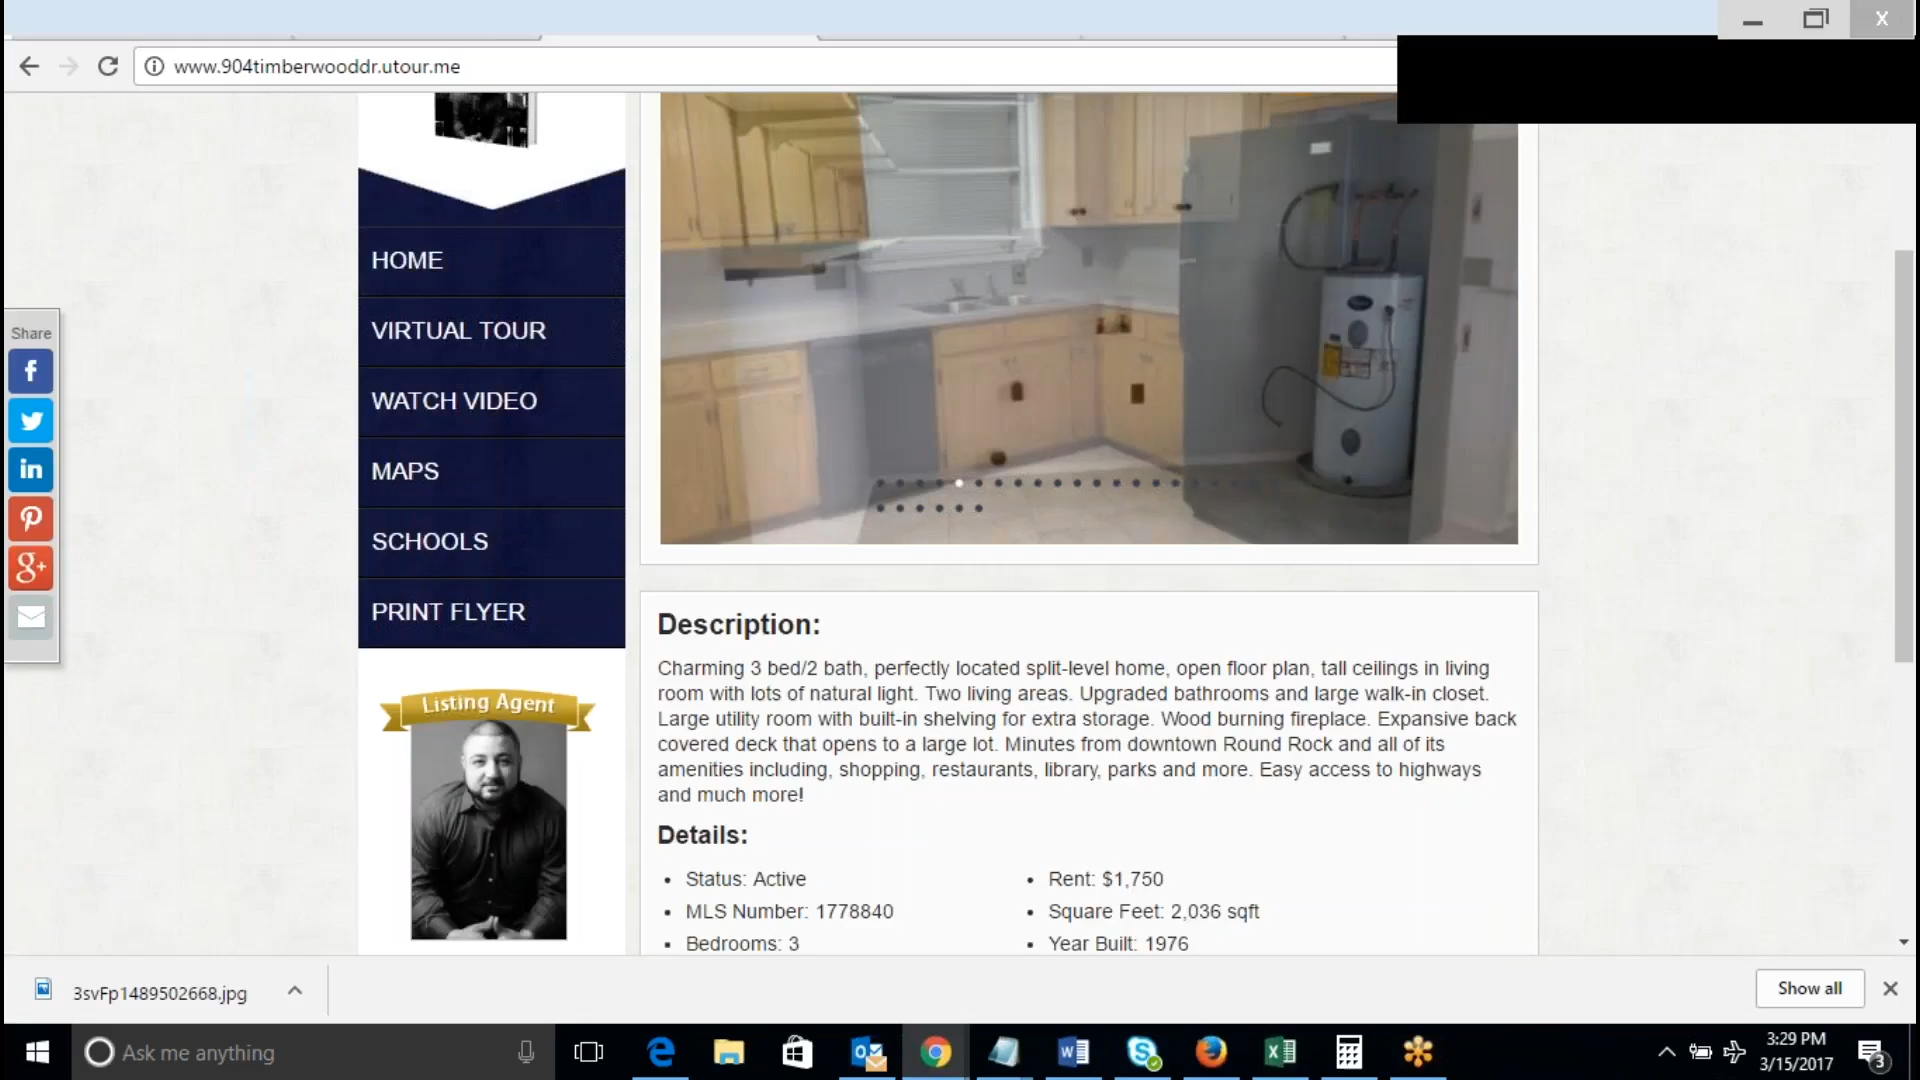 www.904timberwooddr.utour.me
X
HOME
VIRTUAL TOUR
WATCH VIDEO
MAPS
SCHOOLS
PRINT FLYER
Share
Listing Agent
Description:
Charming 3 bed/2 bath, perfectly located split-level home, open floor plan, tall ceilings in living
room with lots of natural light. Two living areas. Upgraded bathrooms and large walk-in closet.
Large utility room with built-in shelving for extra storage. Wood burning fireplace. Expansive back
covered deck that opens to a large lot. Minutes from downtown Round Rock and all of its
amenities including, shopping, restaurants, library, parks and more. Easy access to highways
and much more!
Details:
Status: Active
Rent: $1,750
MLS Number: 1778840
Square Feet: 2,036 sqft
Bedrooms: 3
Year Built: 1976
3svFp1489502668.jpg
Show all
Ask me anything
3:29 PM
3/15/2017
3